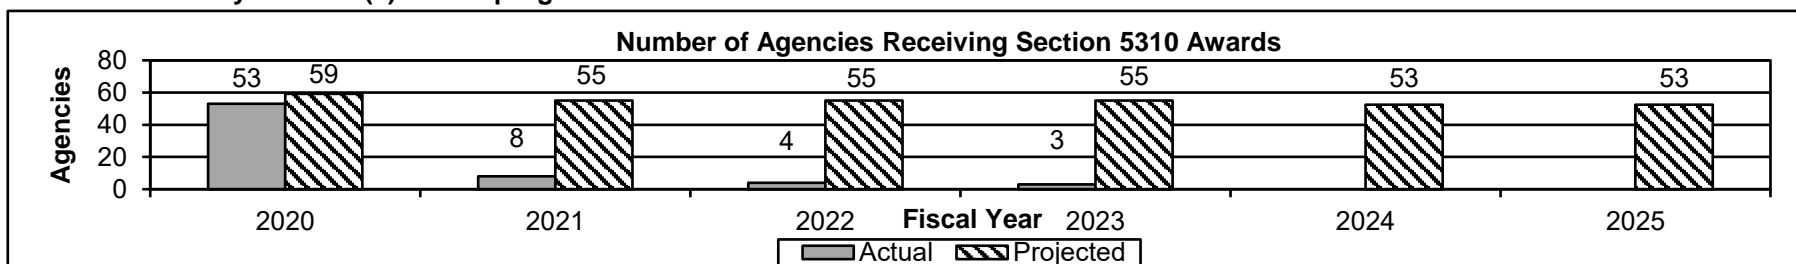 Number of Agencies Receiving Section 5310 Awards
Agencies
80
60
40
20
0
53 59 55 55 55 53 53
8 4 3
2020 2021 2022 2023 2024 2025
Fiscal Year
Actual Projected